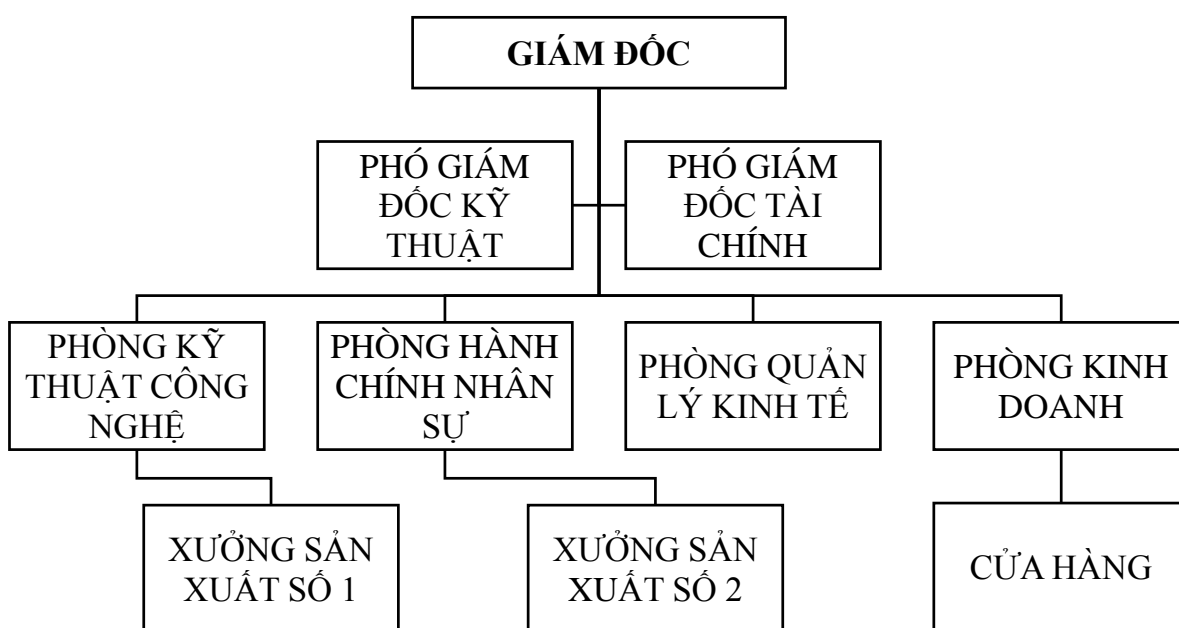 GIÁM ĐỐC
PHÓ GIÁM
ĐỐC KỸ
THUẬT
PHÓ GIÁM
ĐỐC TÀI
CHÍNH
PHÒNG KỸ
THUẬT CÔNG
NGHỆ
PHÒNG HÀNH
CHÍNH NHÂN
SỰ
PHÒNG QUẢN
LÝ KINH TẾ
PHÒNG KINH
DOANH
XƯỞNG SẢN
XUẤT SỐ 1
XƯỞNG SẢN
XUẤT SỐ 2
CỬA HÀNG